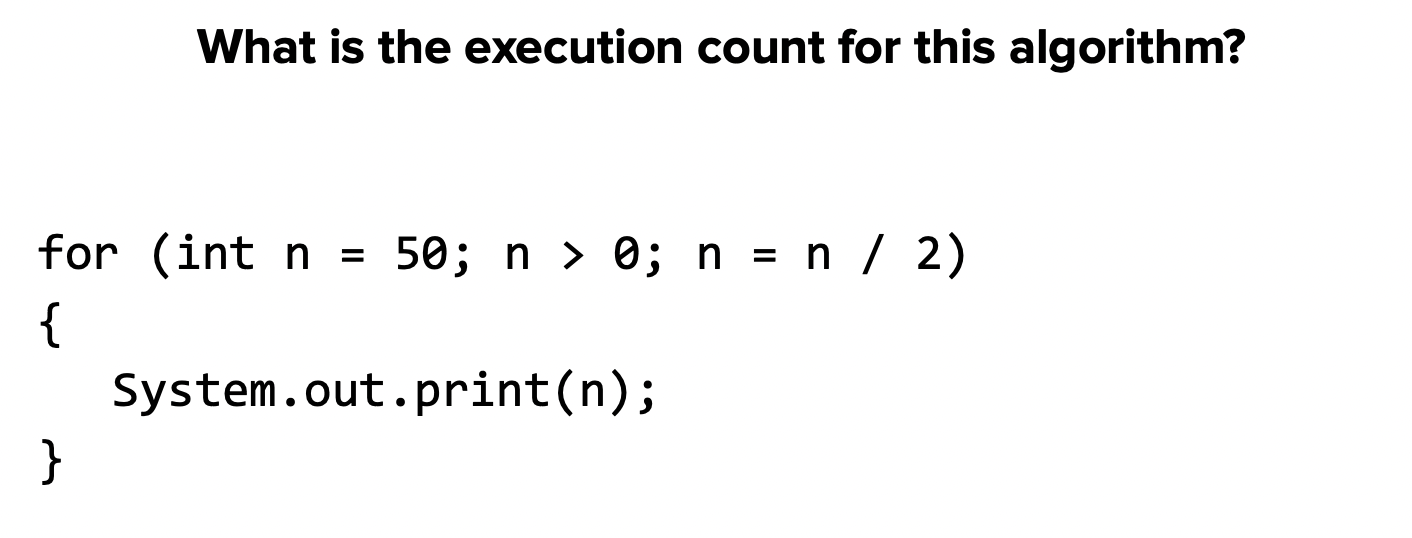 What is the execution count for this algorithm?
for (int n = 50; n > 0; n = n / 2)
{
System.out.print(n);
}